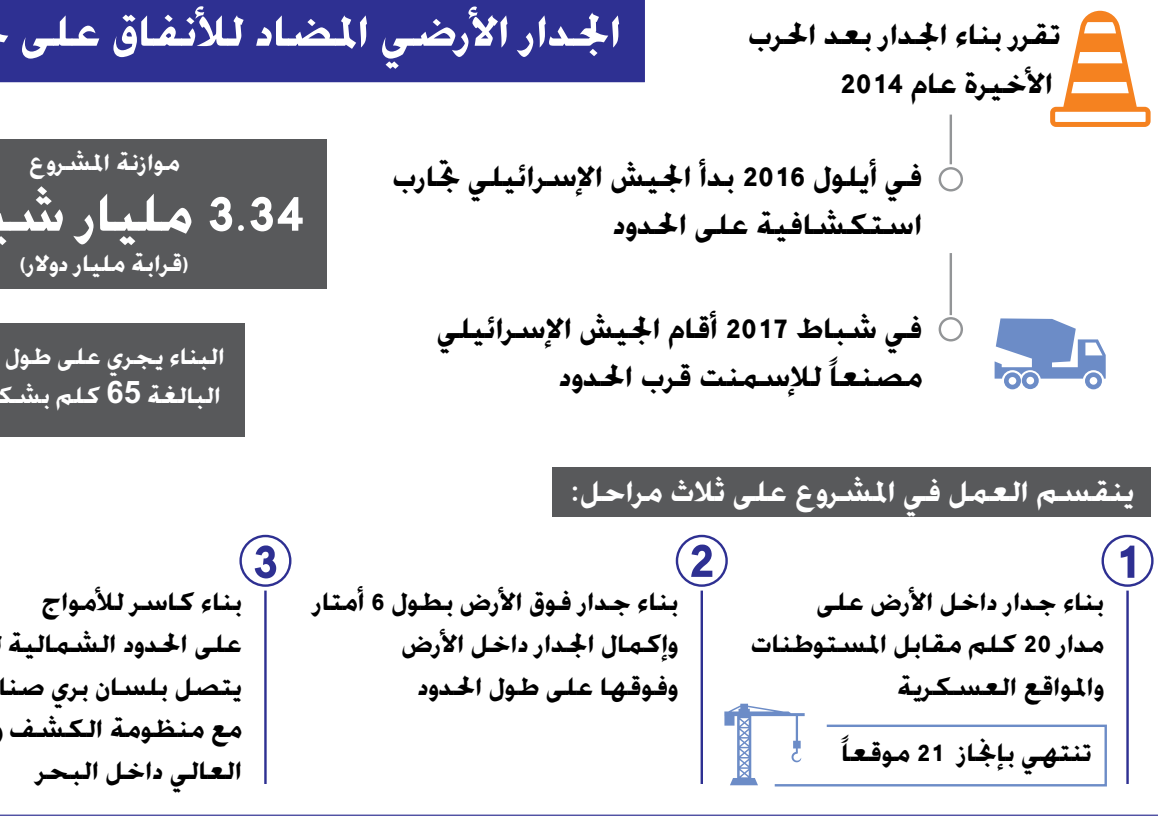 الجدار الأرضي المضاد للأنفاق على
تقرر بناء الجدار بعد الحرب
الأخيرة عام 2014
في أيلول 2016 بدأ الجيش الإسرائيلي تجارب
استكشافية على الحدود
في شباط 2017 أقام الجيش الإسرائيلي
مصنعاً للإسمنت قرب الحدود
موازنة المشروع
3.34 مليار
(قرابة مليار دولار)
البناء يجري على طول
البالغة 65 كلم
ينقسم العمل في المشروع على ثلاث مراحل:
1
بناء جدار داخل الأرض على
مدار 20 كلم مقابل المستوطنات
والمواقع العسكرية
تنتهي بإنجاز 21 موقعاً
2
بناء جدار فوق الأرض بطول 6 أمتار
وإكمال الجدار داخل الأرض
وفوقها على طول الحدود
3
بناء كاسر للأمواج
على الحدود الشمالية
يتصل بلسان بري
مع منظومة الكشف
العالي داخل البحر